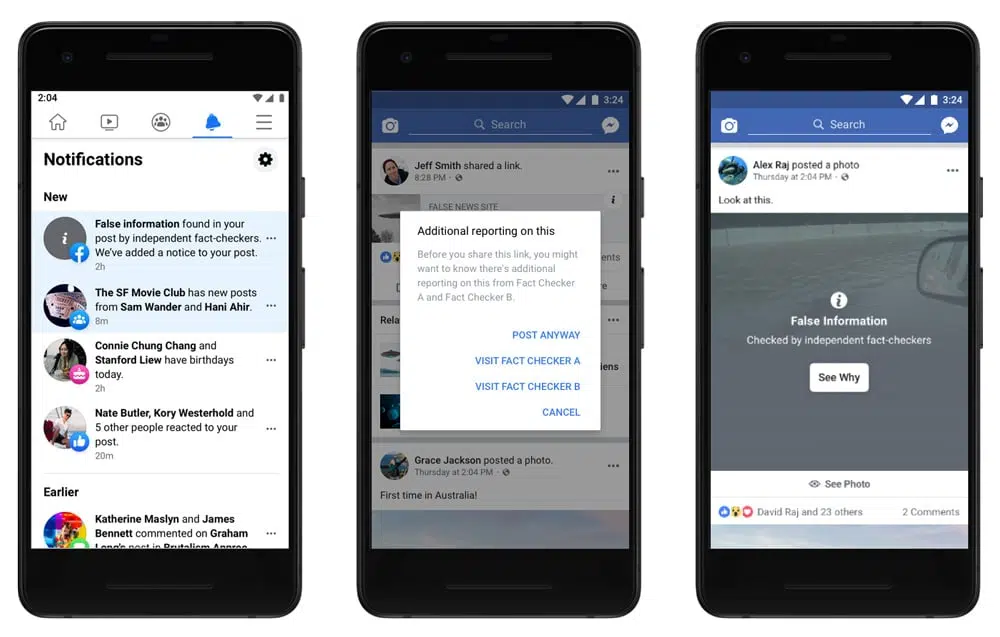 2:04
Notifications
New
False information found in your
post by independent fact-checkers.
We've added a notice to your post.
2h
The SF Movie Club has new posts
from Sam Wander and Hani Ahir.
8m
Connie Chung Chang and
Stanford Liew have birthdays
today.
2h
Nate Butler, Kory Westerhold and
5 other people reacted to your
post.
20m
Earlier
Katherine Maslyn and James
Bennett commented on Graham
Long's post in Brutalism Apprec
3:24
Search
Jeff Smith shared a link.
8:28 PM
FALSE NEWS SITE
Additional reporting on this
Before you share this link, you might
want to know there's additional
reporting on this from Fact Checker
A and Fact Checker B.
POST ANYWAY
VISIT FACT CHECKER A
VISIT FACT CHECKER B
CANCEL
Grace Jackson posted a photo.
Thursday at 2:04 PM
First time in Australia!
3:24
Search
Alex Raj posted a photo
Thursday at 2:04 PM
Look at this.
False Information
Checked by independent fact-checkers
See Why
See Photo
David Raj and 23 others
2 Comments